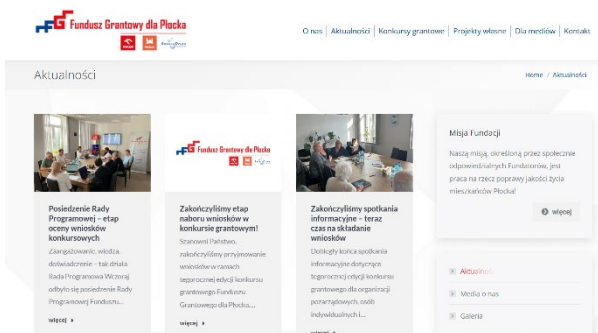 Fundusz Grantowy dla Płocka
O nas | Aktualności | Konkursy grantowe | Projekty własne | Dla mediów | Kontakt
Aktualności
Home / Aktualności
Fundusz Grantowy dla Płocka
Posiedzenie Rady
Programowej – etap
oceny wniosków
konkursowych
Zaangażowanie, wiedza,
doświadczenie – tak działa
Rada Programowa Wczoraj
odbyło się posiedzenie Rady
Programowej Funduszu...
więcej
Zakończyliśmy etap
naboru wniosków w
konkursie grantowym!
Szanowni Państwo,
zakończyliśmy przyjmowanie
wniosków w ramach
tegorocznej edycji konkursu
grantowego Funduszu
Grantowego dla Płocka,...
więcej
Zakończyliśmy spotkania
informacyjne – teraz
czas na składanie
wniosków
Dobiegły końca spotkania
informacyjne dotyczące
tegorocznej edycji konkursu
grantowego dla organizacji
pozarządowych, osób
indywidualnych i...
więcej
Misja Fundacji
Naszą misją, określoną przez społecznie
odpowiedzialnych Fundatorów, jest
praca na rzecz poprawy jakości życia
mieszkańców Płocka!
więcej
Aktualności
Media o nas
Galeria